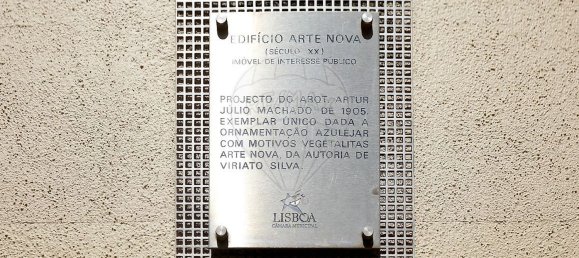 EDIFÍCIO ARTE NOVA
(SÉCULO XX)
IMÓVEL DE INTERESSE PÚBLICO
PROJECTO DO ARQT. ARTUR
JÚLIO MACHADO DE 1905.
EXEMPLAR ÚNICO DADA A
ORNAMENTAÇÃO AZULEJAR
COM MOTIVOS VEGETALITAS
ARTE NOVA, DA AUTORIA DE
VIRIATO SILVA.
LISBOA
CÂMARA MUNICIPAL